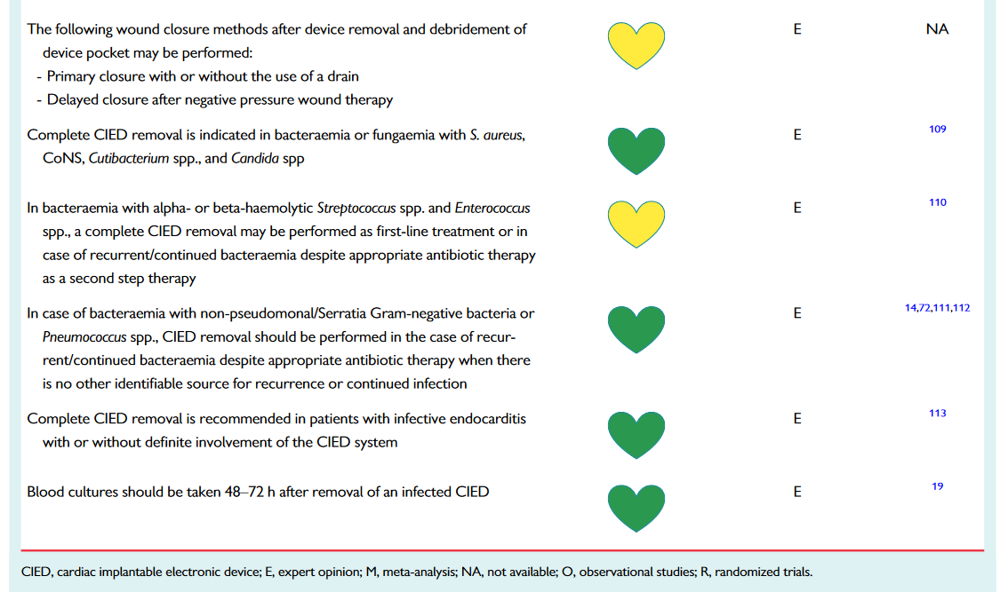 The following wound closure methods after device removal and debridement of E NA
device pocket may be performed:
- Primary closure with or without the use of a drain
- Delayed closure after negative pressure wound therapy
Complete CIED removal is indicated in bacteraemia or fungaemia with S. aureus, E 109
CoNS, Cutibacterium spp., and Candida spp
In bacteraemia with alpha- or beta-haemolytic Streptococcus spp. and Enterococcus E 110
spp., a complete CIED removal may be performed as first-line treatment or in
case of recurrent/continued bacteraemia despite appropriate antibiotic therapy
as a second step therapy
In case of bacteraemia with non-pseudomonal/Serratia Gram-negative bacteria or E 14,72,111,112
Pneumococcus spp., CIED removal should be performed in the case of recur-
rent/continued bacteraemia despite appropriate antibiotic therapy when there
is no other identifiable source for recurrence or continued infection
Complete CIED removal is recommended in patients with infective endocarditis E 113
with or without definite involvement of the CIED system
Blood cultures should be taken 48–72 h after removal of an infected CIED E 19
CIED, cardiac implantable electronic device; E, expert opinion; M, meta-analysis; NA, not available; O, observational studies; R, randomized trials.